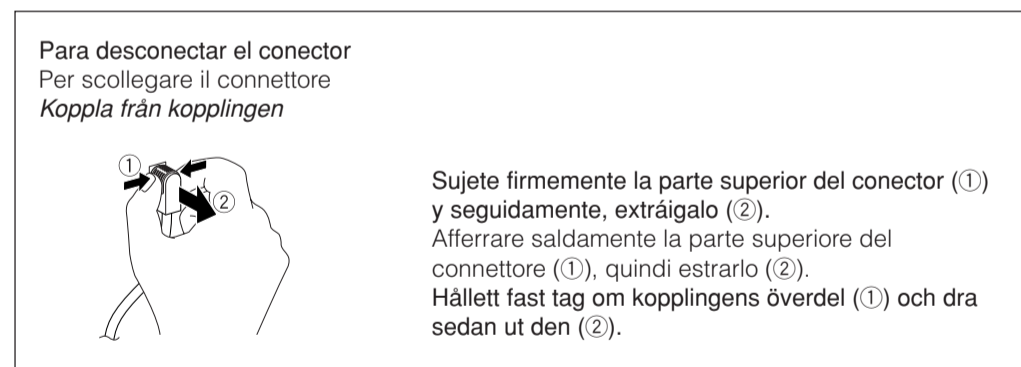 Para desconectar el conector
Per scollegare il connettore
Koppla från kopplingen
①
②
Sujete firmemente la parte superior del conector (①)
y seguidamente, extráigalo (②).
Afferrare saldamente la parte superiore del
connettore (①), quindi estrarlo (②).
Hållett fast tag om kopplingens överdel (①) och dra
sedan ut den (②).